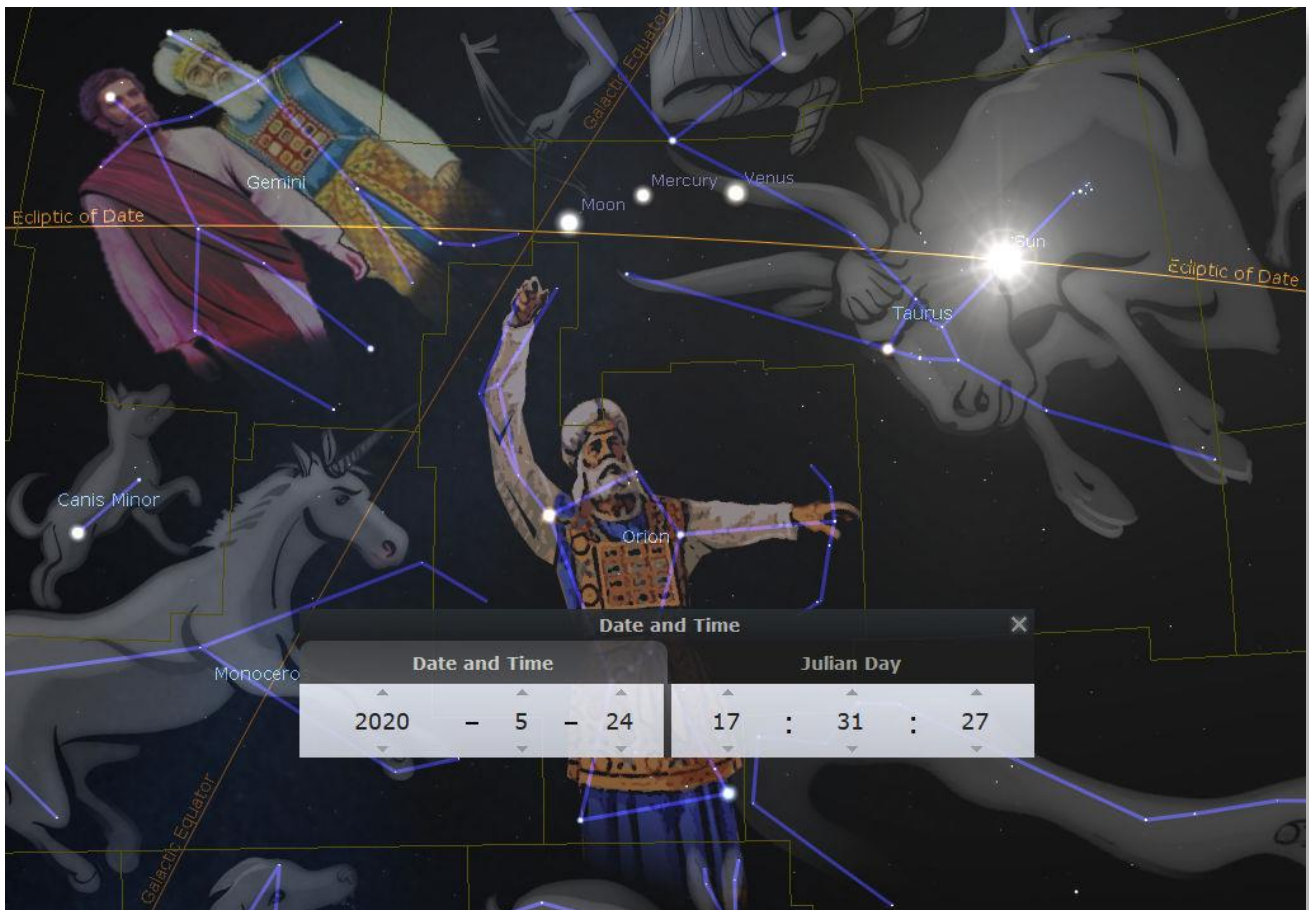 Galactic Equator
Mercury
Venus
Gemini
Moon
Ecliptic of Date
Sun
Ecliptic of Date
Taurus
Canis Minor
Orion
Date and Time
Date and Time
Julian Day
Monocero
2020 – 5 – 24 17 : 31 : 27
Galactic Equator